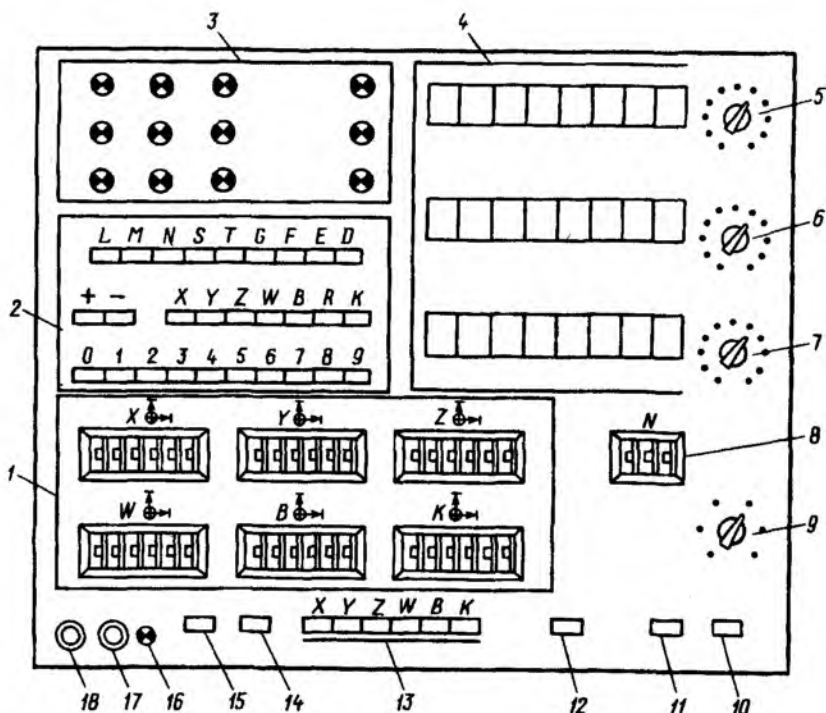 3 4
5
L M N S T G F E D
6
+ - X Y Z W B R K
2
7
0 1 2 3 4 5 6 7 8 9
X Y Z N
8
1
W B K
9
X Y Z W B K
18 17 16 15 14 13 12 11 10